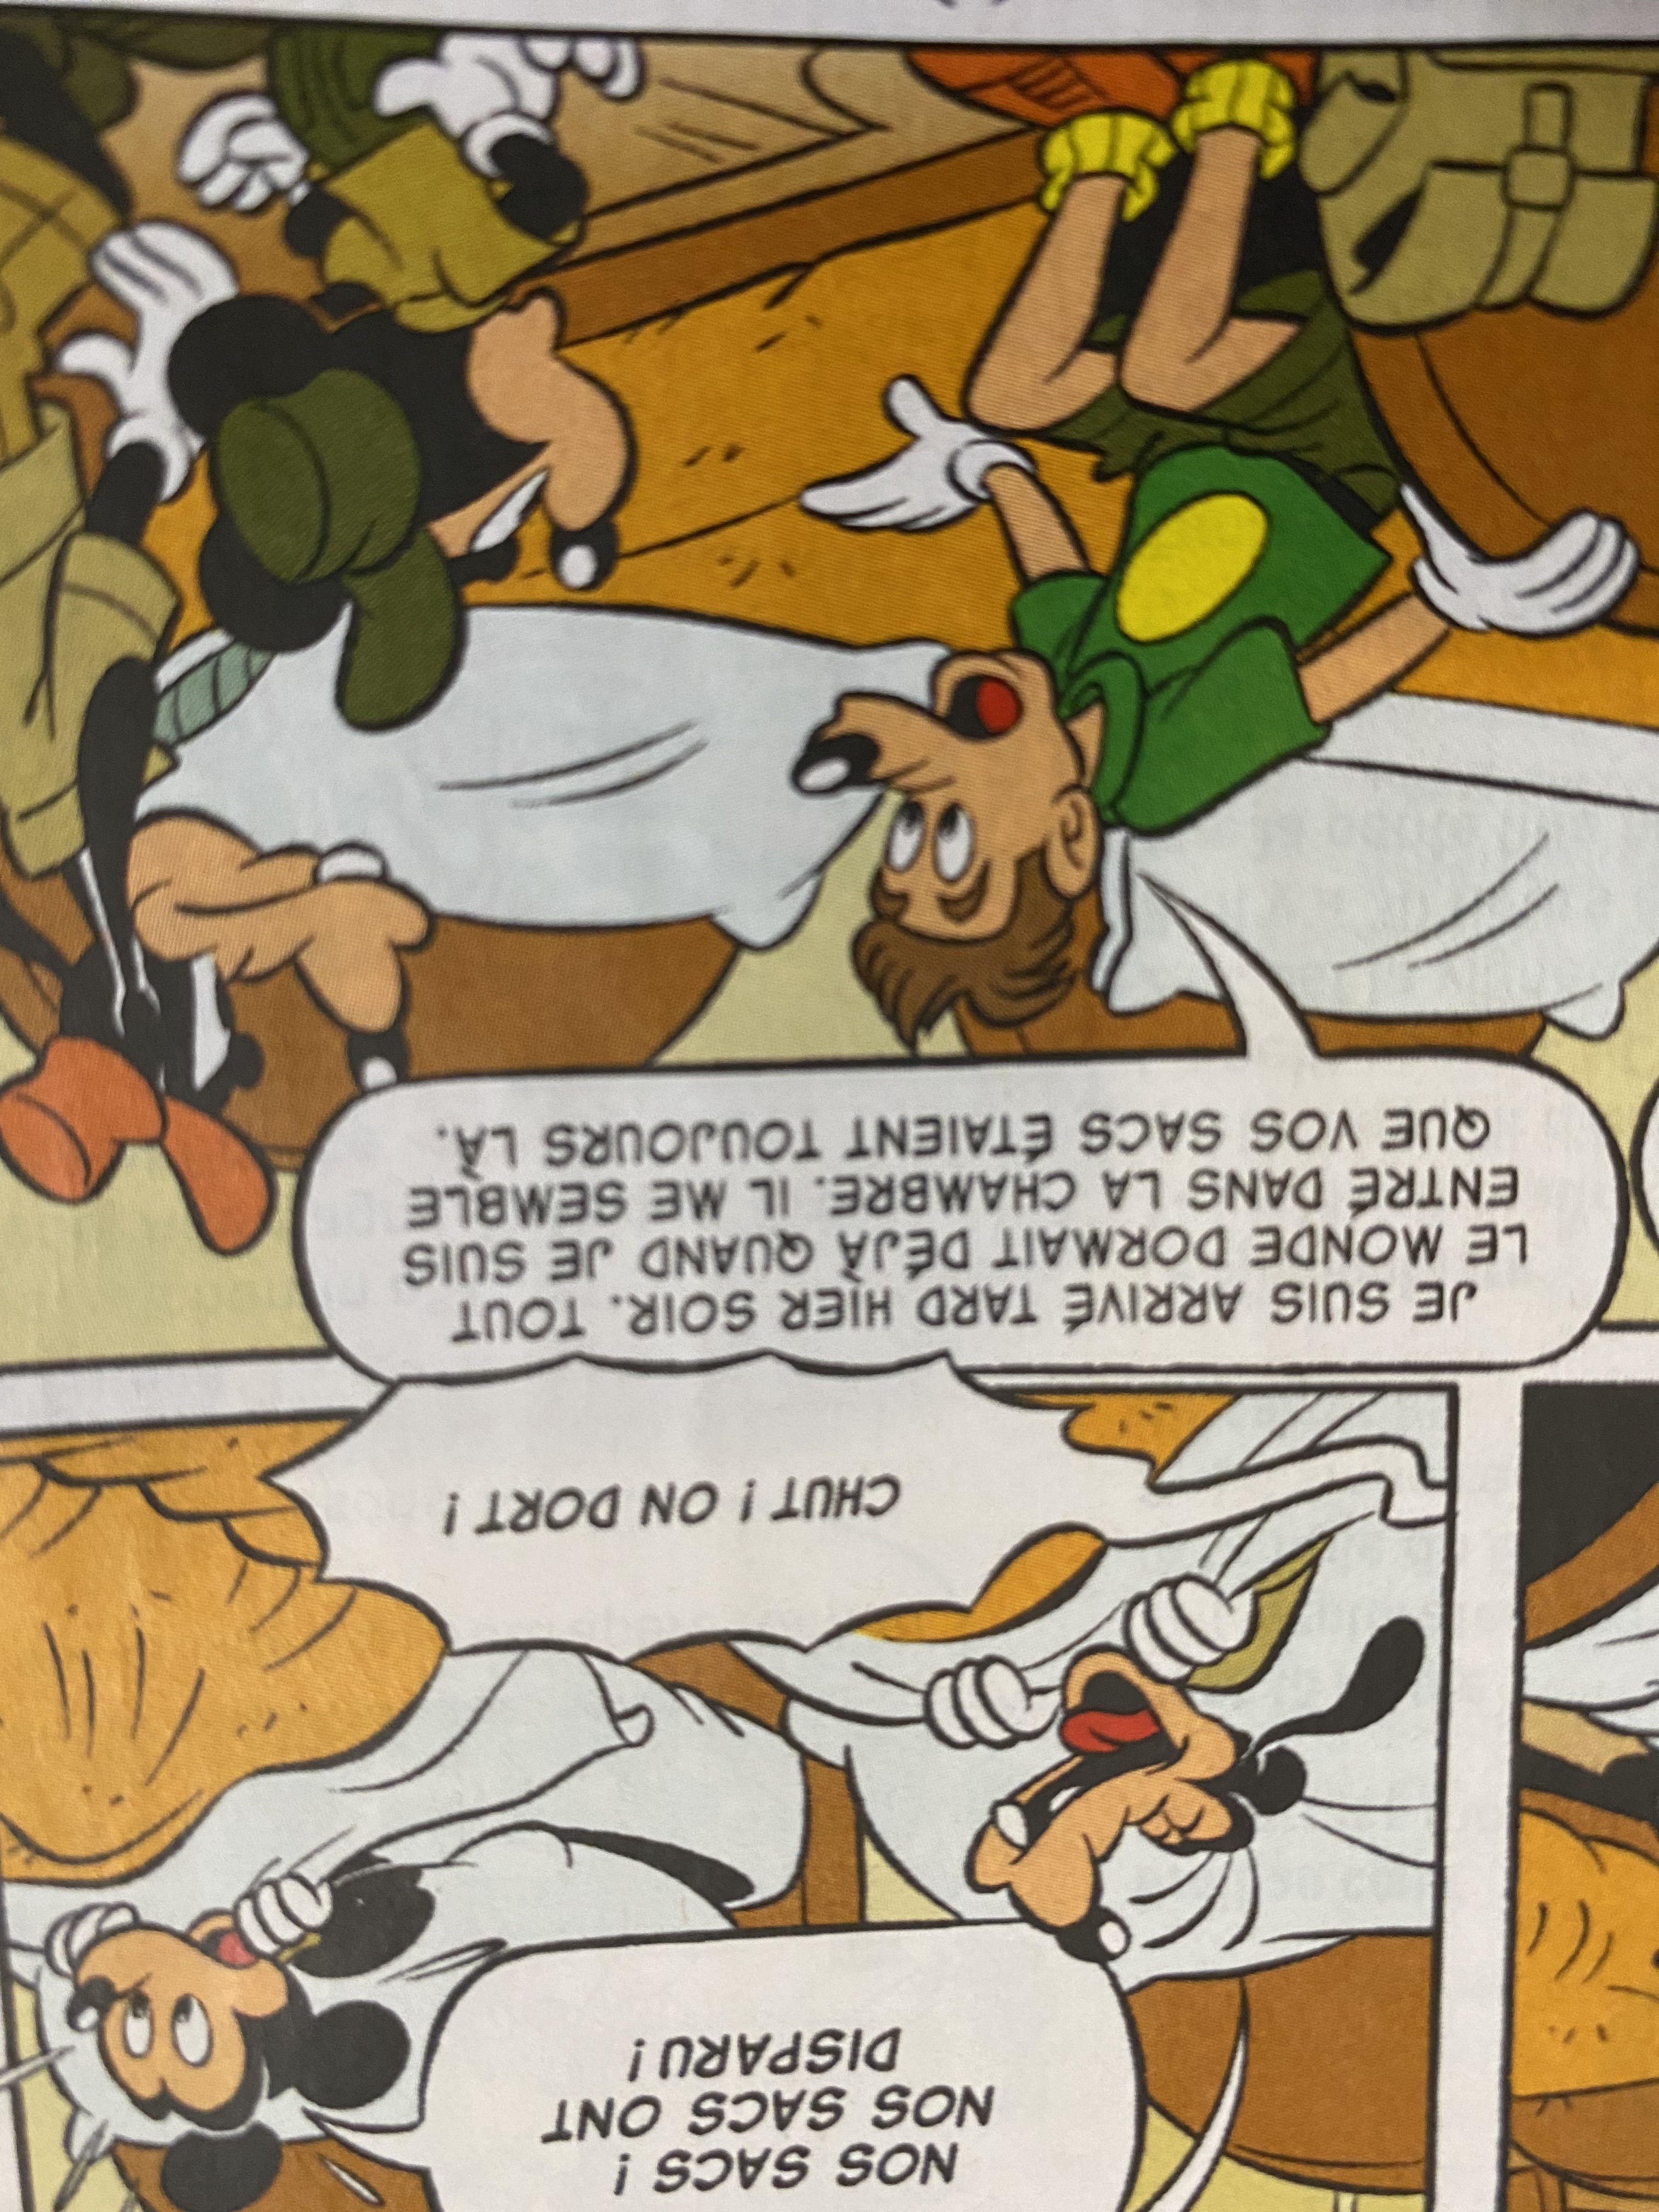 NOS SACS !
NOS SACS ONT
DISPARU !
CHUT ! ON DORT !
JE SUIS ARRIVÉ TARD HIER SOIR. TOUT
LE MONDE DORMAIT DÉJÀ QUAND JE SUIS
ENTRÉ DANS LA CHAMBRE. IL ME SEMBLE
QUE VOS SACS ÉTAIENT TOUJOURS LÀ.